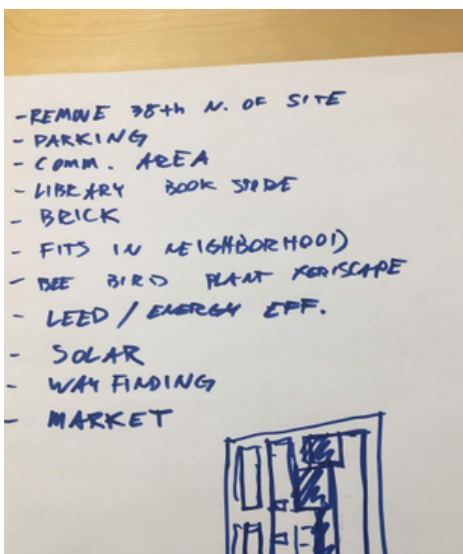 - REMOVE 38th N. OF SITE
- PARKING
- COMM. AREA
- LIBRARY BOOK
- BRICK
- FITS IN NEIGHBORHOOD
- BEE BIRD PLANT XERISCAPE
- LEED / ENERGY EFF.
- SOLAR
- WAY FINDING
- MARKET